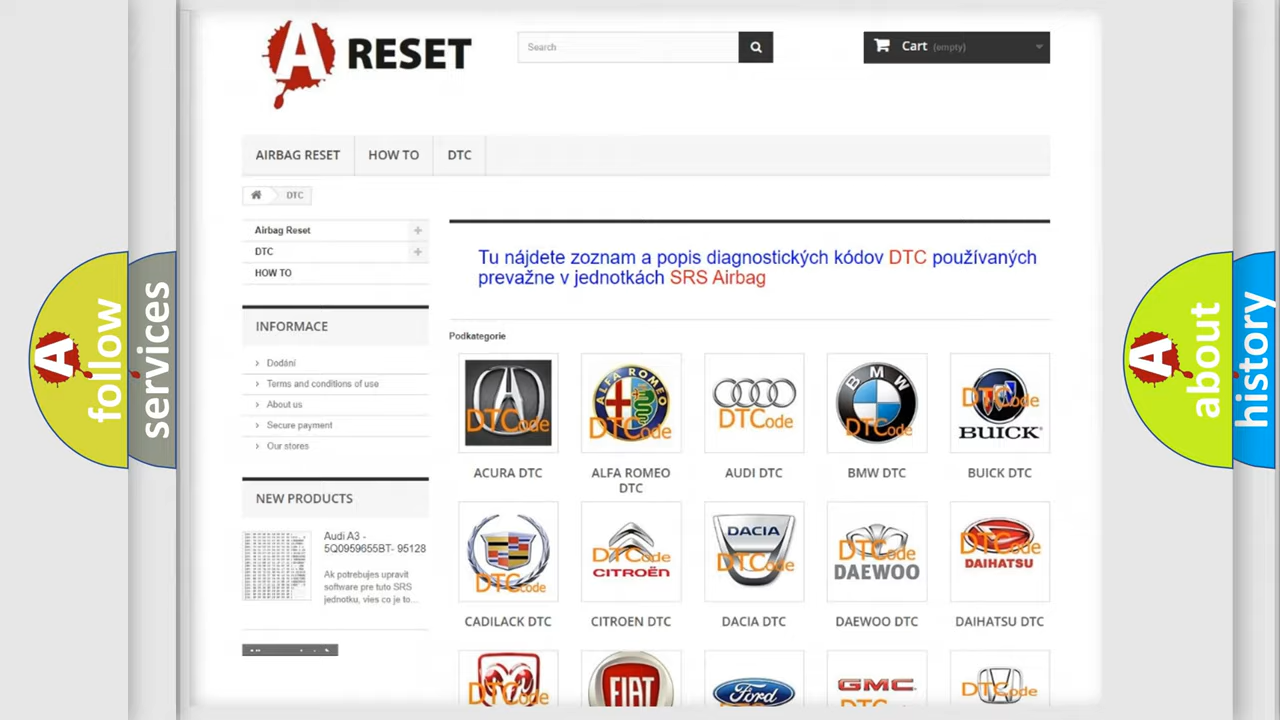 A RESET
Search
Cart (empty)
AIRBAG RESET
HOW TO
DTC
DTC
Airbag Reset
DTC
HOW TO
INFORMACE
Dodání
Terms and conditions of use
About us
Secure payment
Our stores
NEW PRODUCTS
Audi A3 -
5Q0959655BT- 95128
Ak potrebujes upravit
software pre tuto SRS
jednotku, vies co je to...
Tu nájdete zoznam a popis diagnostických kódov DTC používaných
prevažne v jednotkách SRS Airbag
Podkategorie
DTCode
ALFA ROMEO
DTCode
DTCode
BMW
DTCode
DTCode
BUICK
ACURA DTC
ALFA ROMEO
DTC
AUDI DTC
BMW DTC
BUICK DTC
DTCode
DTCode
CITROËN
DACIA
DTCode
DTCode
DAEWOO
DTCode
DAIHATSU
CADILACK DTC
CITROEN DTC
DACIA DTC
DAEWOO DTC
DAIHATSU DTC
DTCode
FIAT
Ford
GMC
DTCode
A follow
services
A about
history